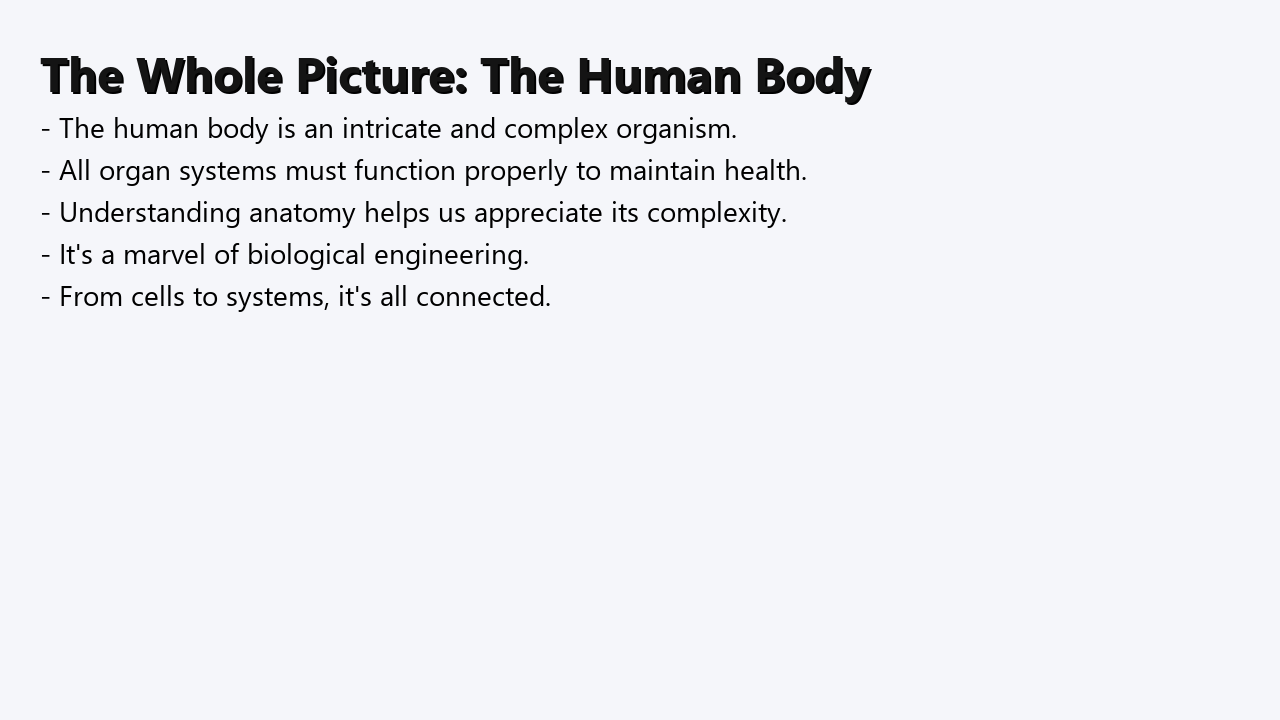 The Whole Picture: The Human Body
- The human body is an intricate and complex organism.
- All organ systems must function properly to maintain health.
- Understanding anatomy helps us appreciate its complexity.
- It's a marvel of biological engineering.
- From cells to systems, it's all connected.